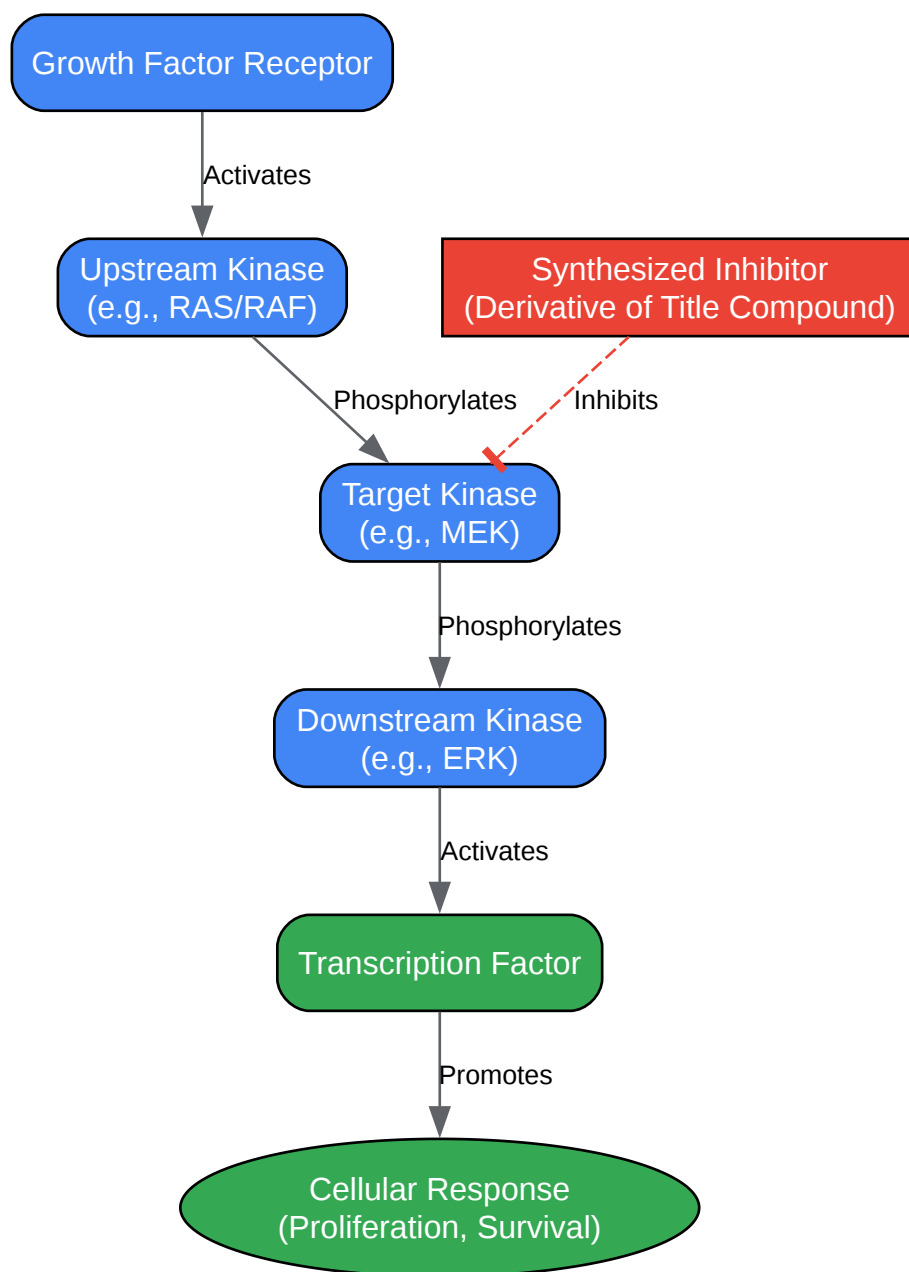 Growth Factor Receptor
Activates
Upstream Kinase
(e.g., RAS/RAF)
Synthesized Inhibitor
(Derivative of Title Compound)
Phosphorylates
Inhibits
Target Kinase
(e.g., MEK)
Phosphorylates
Downstream Kinase
(e.g., ERK)
Activates
Transcription Factor
Promotes
Cellular Response
(Proliferation, Survival)